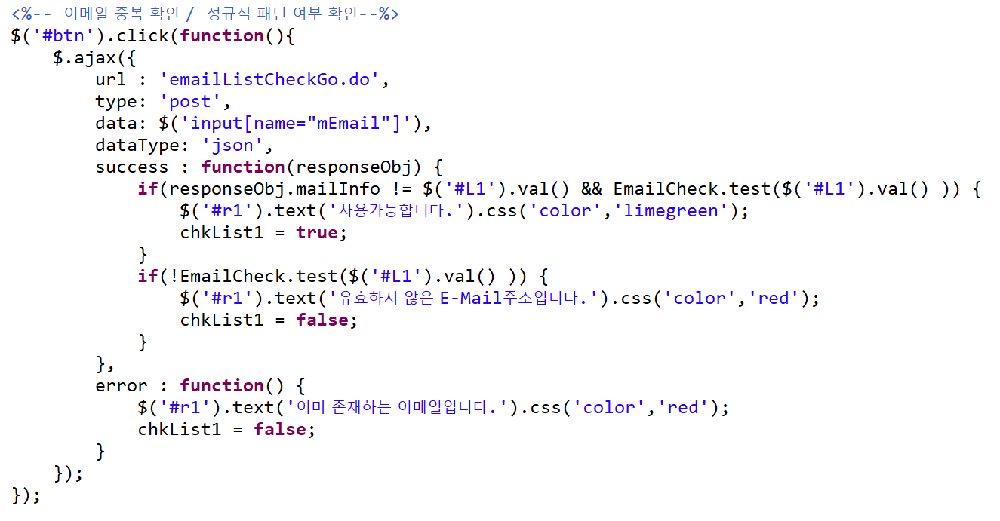 <%-- 이메일 중복 확인 / 정규식 패턴 여부 확인--%>
$('#btn').click(function(){
    $.ajax({
        url : 'emailListCheckGo.do',
        type: 'post',
        data: $('input[name="mEmail"]'),
        dataType: 'json',
        success : function(responseObj) {
            if(responseObj.mailInfo != $('#L1').val() && EmailCheck.test($('#L1').val() )) {
                $('#r1').text('사용가능합니다.').css('color','limegreen');
                chkList1 = true;
            }
            if(!EmailCheck.test($('#L1').val() )) {
                $('#r1').text('유효하지 않은 E-Mail주소입니다.').css('color','red');
                chkList1 = false;
            }
        },
        error : function() {
            $('#r1').text('이미 존재하는 이메일입니다.').css('color','red');
            chkList1 = false;
        }
    });
});